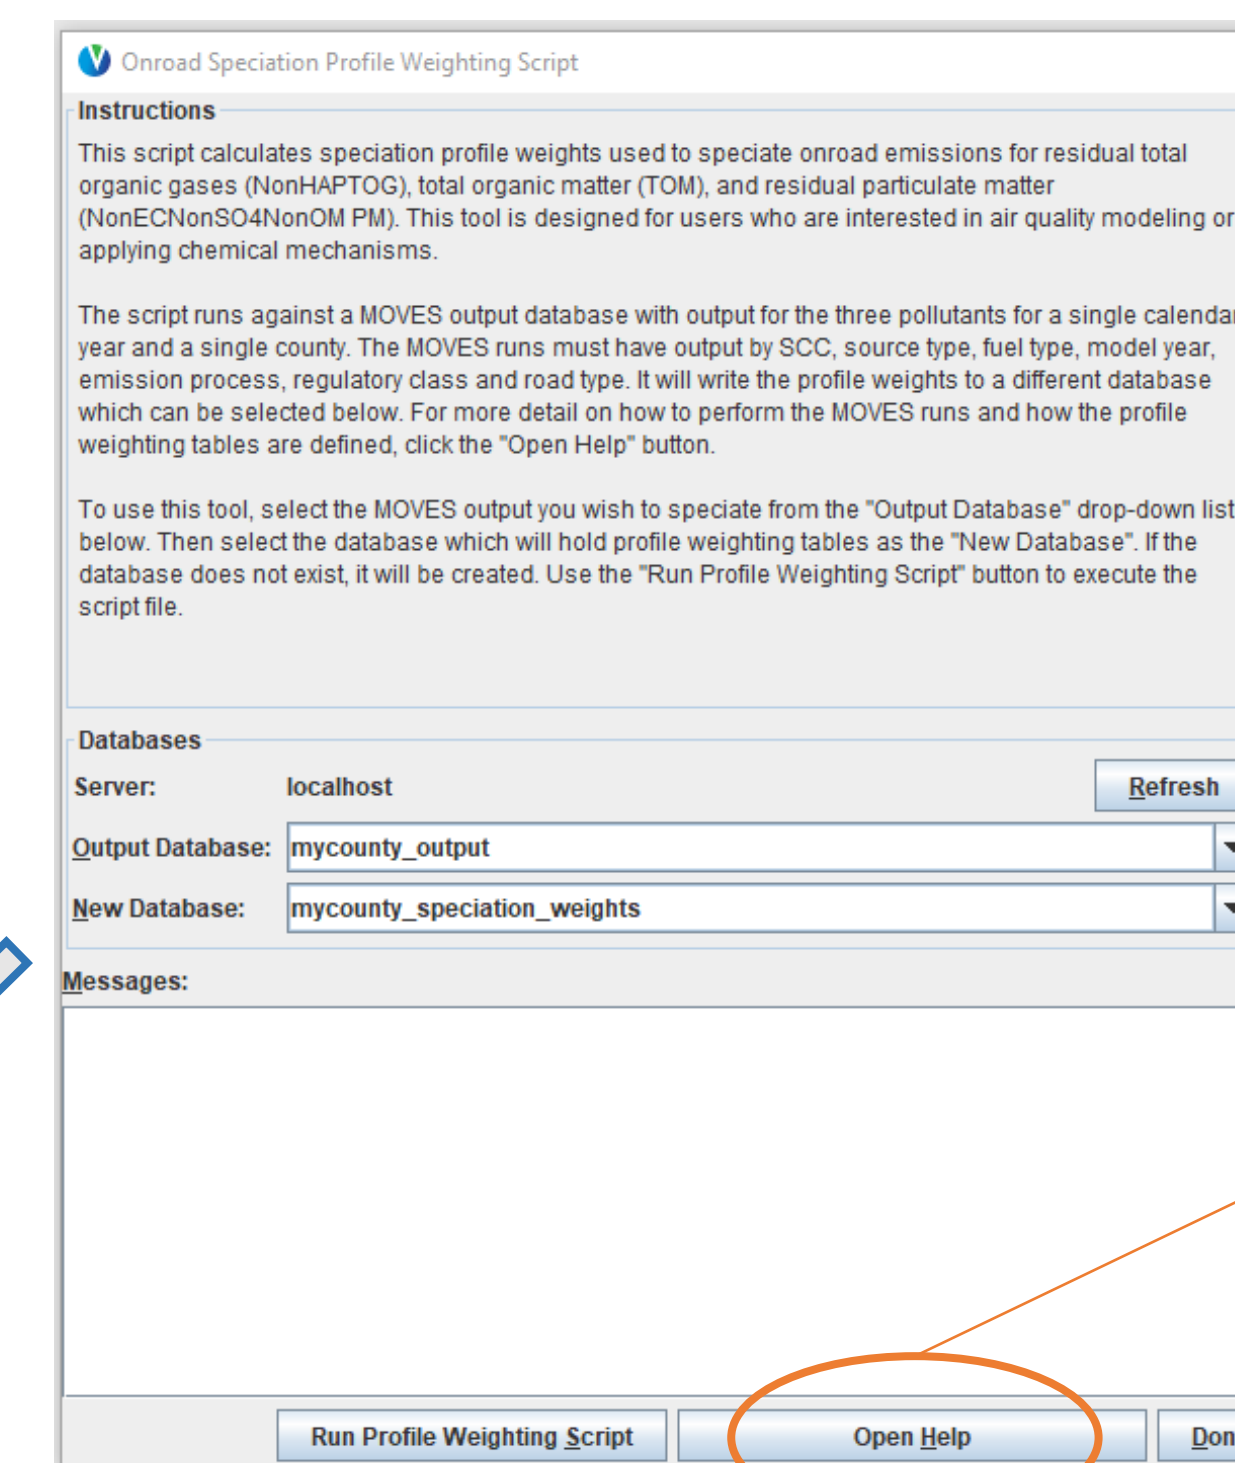 Onroad Speciation Profile Weighting Script
Instructions
This script calculates speciation profile weights used to speciate onroad emissions for residual total
organic gases (NonHAPTOG), total organic matter (TOM), and residual particulate matter
(NonECNonSO4NonOM PM). This tool is designed for users who are interested in air quality modeling or
applying chemical mechanisms.
The script runs against a MOVES output database with output for the three pollutants for a single calendar
year and a single county. The MOVES runs must have output by SCC, source type, fuel type, model year,
emission process, regulatory class and road type. It will write the profile weights to a different database
which can be selected below. For more detail on how to perform the MOVES runs and how the profile
weighting tables are defined, click the "Open Help" button.
To use this tool, select the MOVES output you wish to speciate from the "Output Database" drop-down list
below. Then select the database which will hold profile weighting tables as the "New Database". If the
database does not exist, it will be created. Use the "Run Profile Weighting Script" button to execute the
script file.
Databases
Server: localhost Refresh
Output Database: mycounty_output
New Database: mycounty_speciation_weights
Messages:
Run Profile Weighting Script Open Help Don